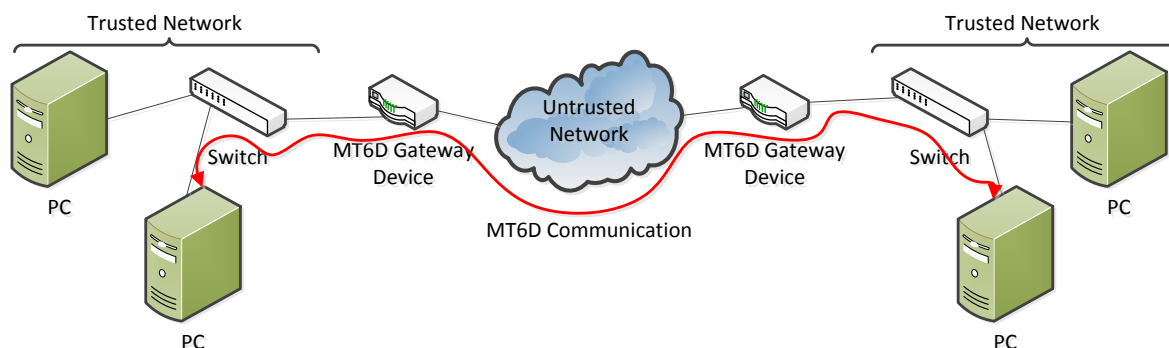 Trusted Network
Trusted Network
Untrusted
Network
Switch
MT6D Gateway
Device
MT6D Gateway
Device
Switch
PC
PC
MT6D Communication
PC
PC